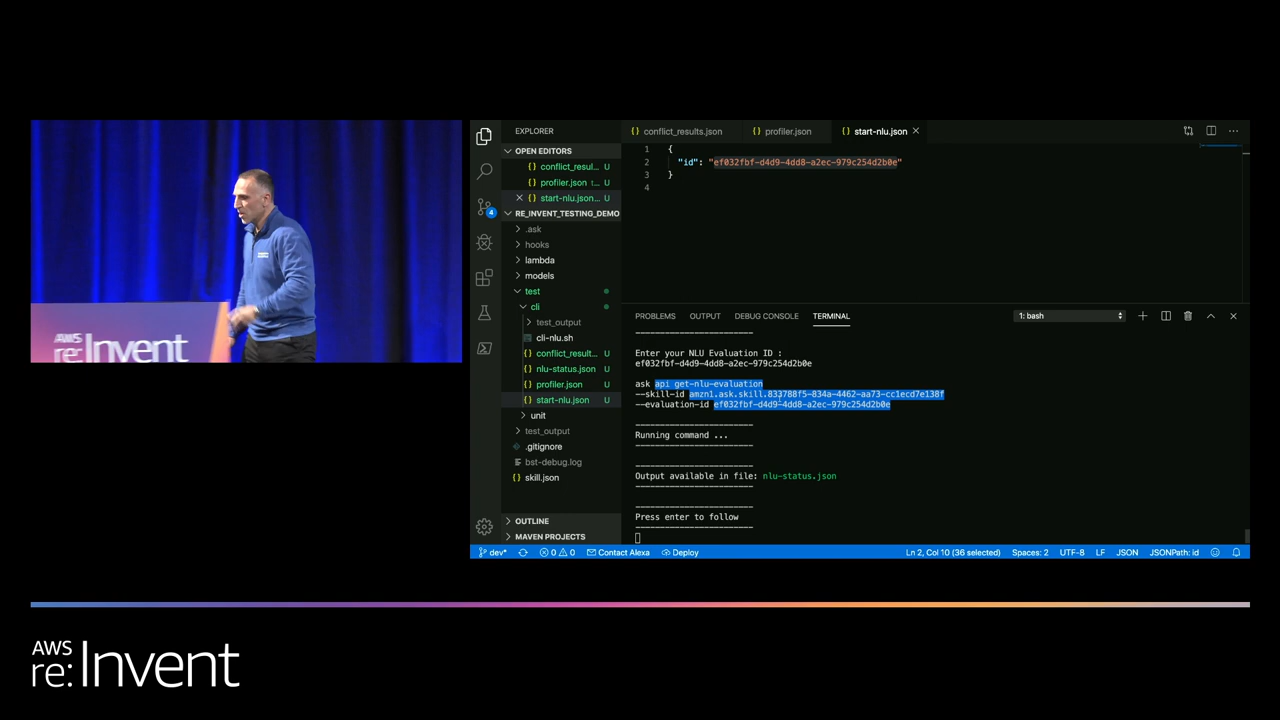 AWS
re:Invent
EXPLORER
OPEN EDITORS
{} conflict_resul... U
{} profiler.json t... U
{} start-nlu.json... U
RE_INVENT_TESTING_DEMO
.ask
hooks
lambda
models
test
cli
test_output
cli-nlu.sh
{} conflict_result... U
{} nlu-status.json U
{} profiler.json U
{} start-nlu.json U
unit
test_output
.gitignore
bst-debug.log
{} skill.json
OUTLINE
MAVEN PROJECTS
4
{} conflict_results.json {} profiler.json {} start-nlu.json ×
1 {
2 "id": "ef032fbf-d4d9-4dd8-a2ec-979c254d2b0e"
3 }
4
PROBLEMS OUTPUT DEBUG CONSOLE TERMINAL 1: bash
------------------------
Enter your NLU Evaluation ID :
ef032fbf-d4d9-4dd8-a2ec-979c254d2b0e
ask api get-nlu-evaluation
--skill-id amzn1.ask.skill.833788f5-034a-4462-aa73-cc1ecd7e138f
--evaluation-id ef032fbf-d4d9-4dd8-a2ec-979c254d2b0e
------------------------
Running command ...
------------------------
------------------------
Output available in file: nlu-status.json
------------------------
------------------------
Press enter to follow
------------------------
dev* 0 0 Contact Alexa Deploy Ln 2, Col 10 (36 selected) Spaces: 2 UTF-8 LF JSON JSONPath: id
AWS
re:Invent